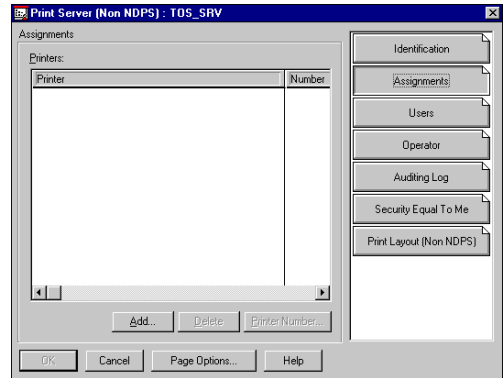 Print Server (Non NDPS) : TOS_SRV
Assignments
Printers:
Printer Number
Add... Delete Printer Number...
OK Cancel Page Options... Help
Identification
Assignments
Users
Operator
Auditing Log
Security Equal To Me
Print Layout (Non NDPS)